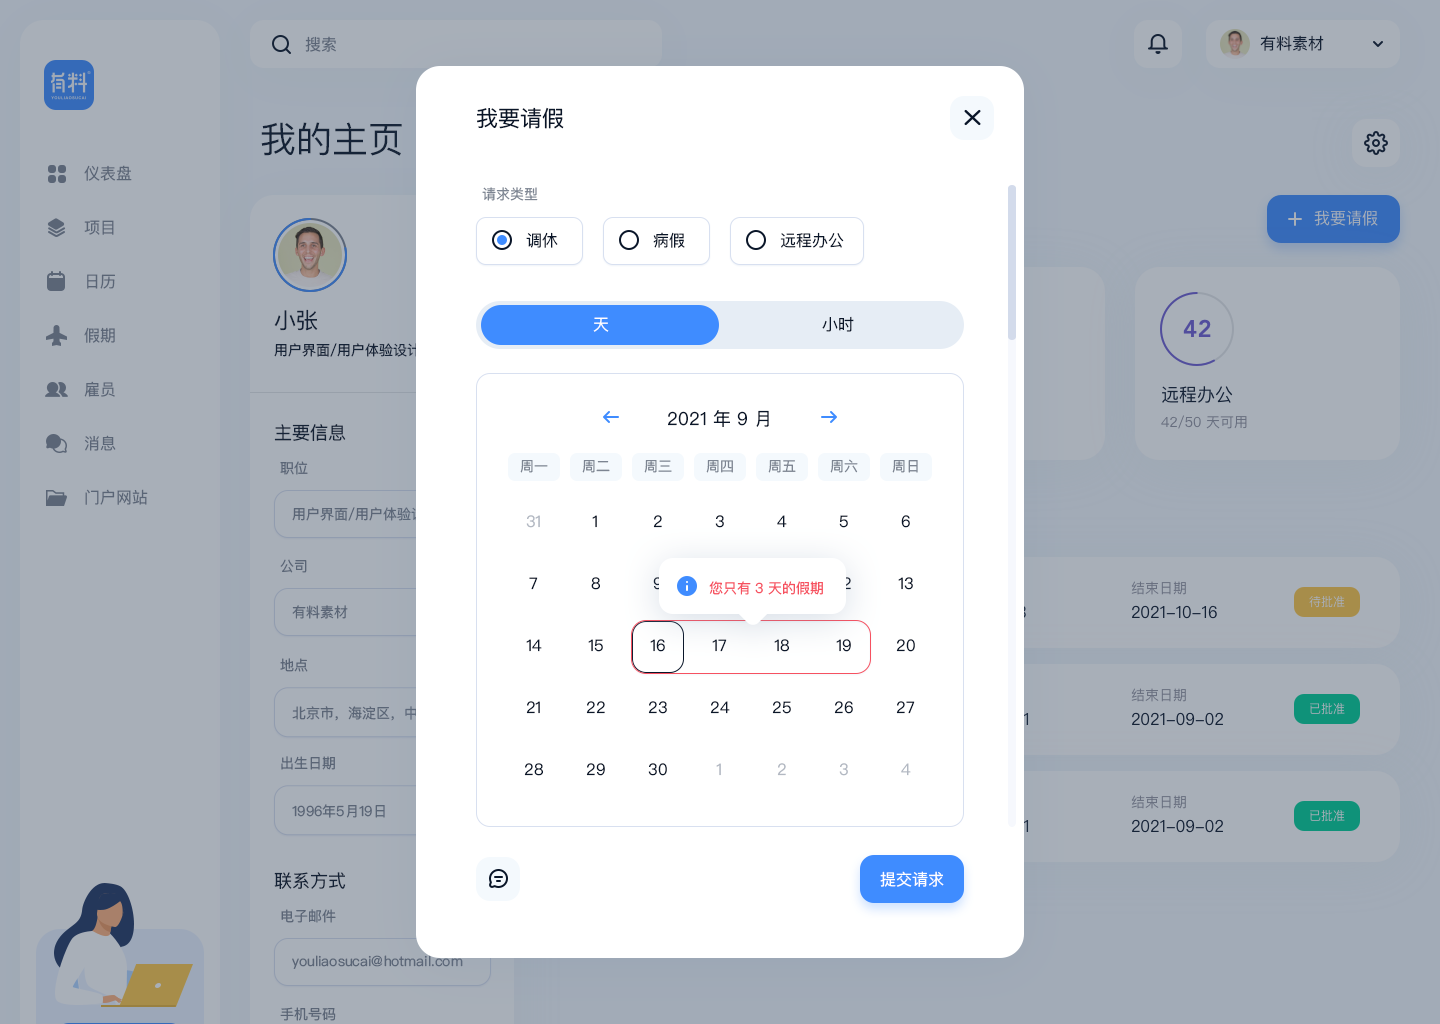 有料
搜索
有料素材
仪表盘
项目
日历
假期
雇员
消息
门户网站
我的主页
小张
用户界面/用户体验设计
主要信息
职位
用户界面/用户体验
公司
有料素材
地点
北京市，海淀区，中
出生日期
1996年5月19日
联系方式
电子邮件
youliaosucai@hotmail.com
手机号码
我要请假
请求类型
调休
病假
远程办公
天
小时
2021 年 9 月
周一 周二 周三 周四 周五 周六 周日
31 1 2 3 4 5 6
7 8 9 2 13
您只有 3 天的假期
14 15 16 17 18 19 20
21 22 23 24 25 26 27
28 29 30 1 2 3 4
提交请求
我要请假
42
远程办公
42/50 天可用
结束日期
2021-10-16
待批准
结束日期
1 2021-09-02
已批准
结束日期
1 2021-09-02
已批准